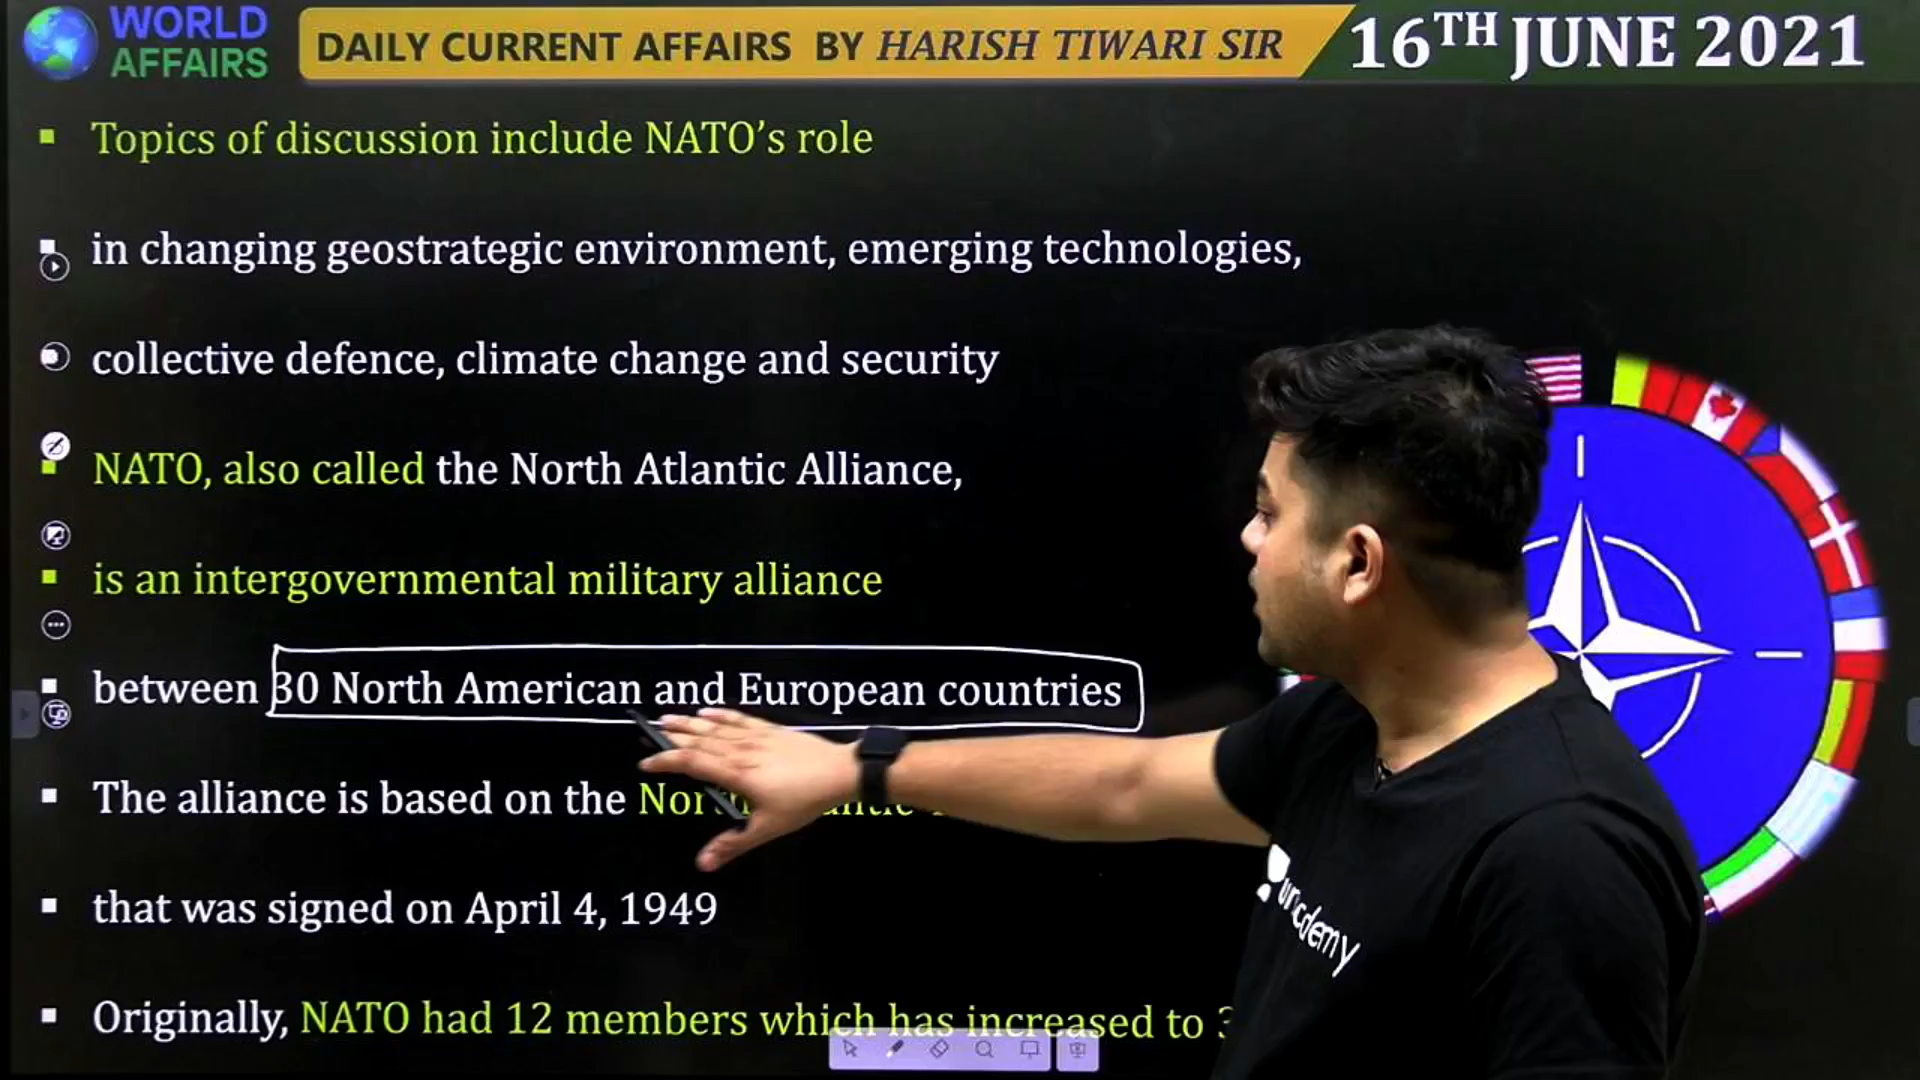 WORLD AFFAIRS
DAILY CURRENT AFFAIRS BY HARISH TIWARI SIR
16TH JUNE 2021
Topics of discussion include NATO's role
in changing geostrategic environment, emerging technologies,
collective defence, climate change and security
NATO, also called the North Atlantic Alliance,
is an intergovernmental military alliance
between 30 North American and European countries
The alliance is based on the
that was signed on April 4, 1949
Originally, NATO had 12 members which has increased to
unacademy